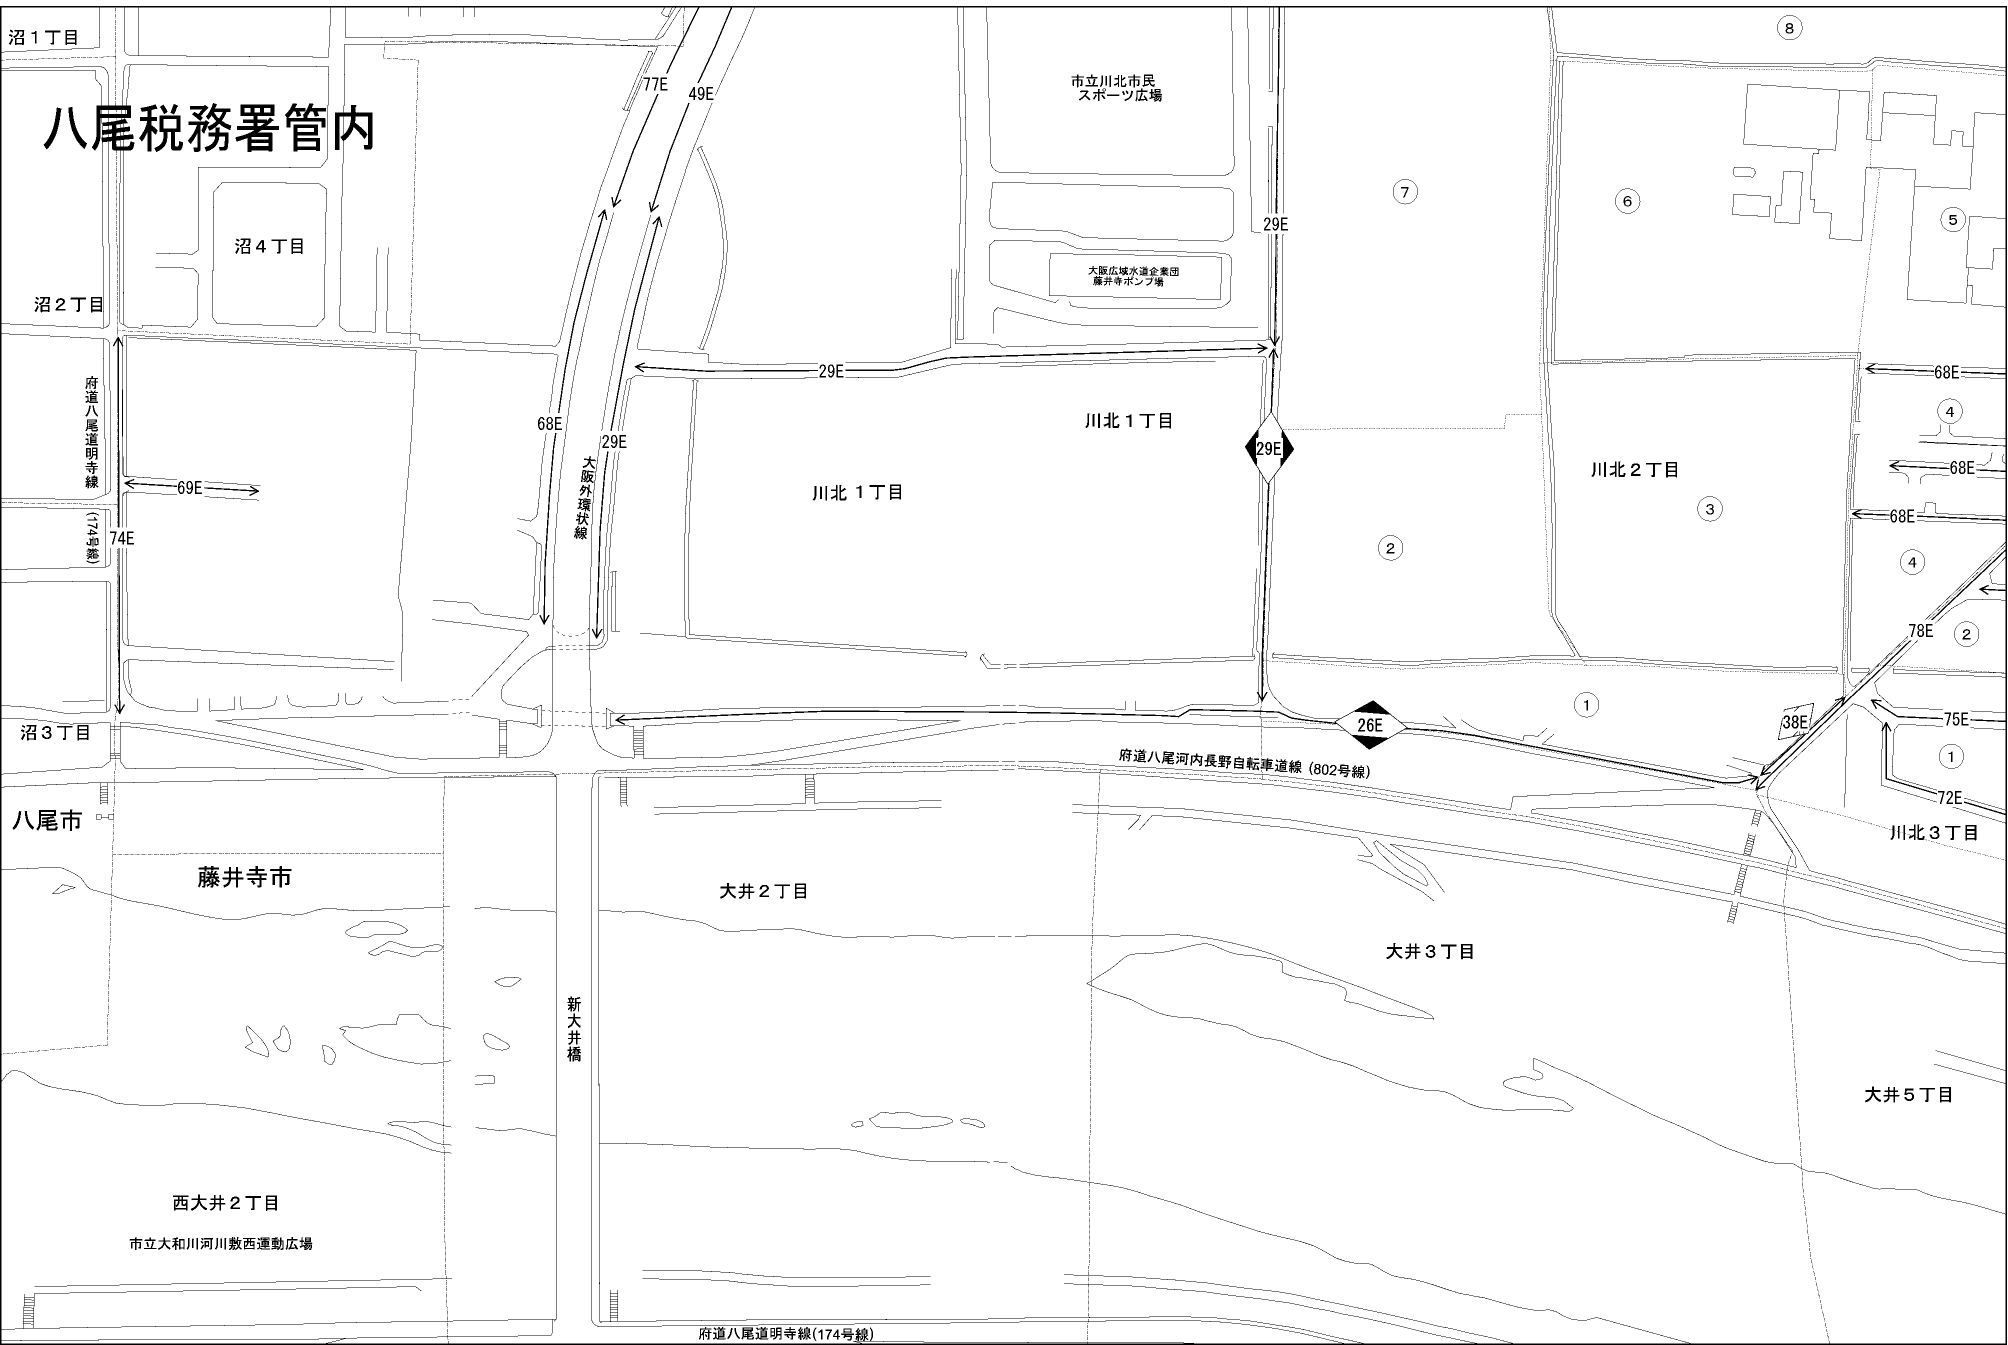 沼１丁目
⑧
77E
49E
市立川北市民
スポーツ広場
八尾税務署管内
⑦
⑥
⑤
29E
沼４丁目
大阪広域水道企業団
藤井寺ポンプ場
沼２丁目
29E
68E
府道八尾道明寺線
(174号線)
68E
29E
川北１丁目
④
29E
大阪外環状線
川北１丁目
川北２丁目
68E
69E
③
68E
74E
②
④
78E
②
①
38E
75E
26E
沼３丁目
①
府道八尾河内長野自転車道線 (802号線)
72E
八尾市
川北３丁目
藤井寺市
大井２丁目
大井３丁目
新大井橋
大井５丁目
西大井２丁目
市立大和川河川敷西運動広場
府道八尾道明寺線(174号線)